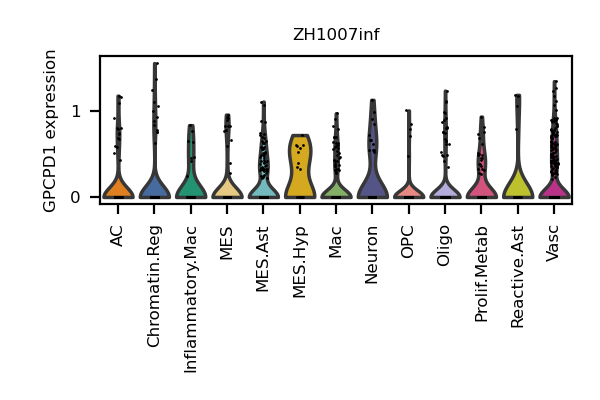 ZH1007inf
GPCPD1 expression
1
0
AC
Chromatin.Reg
Inflammatory.Mac
MES
MES.Ast
MES.Hyp
Mac
Neuron
OPC
Oligo
Prolif.Metab
Reactive.Ast
Vasc